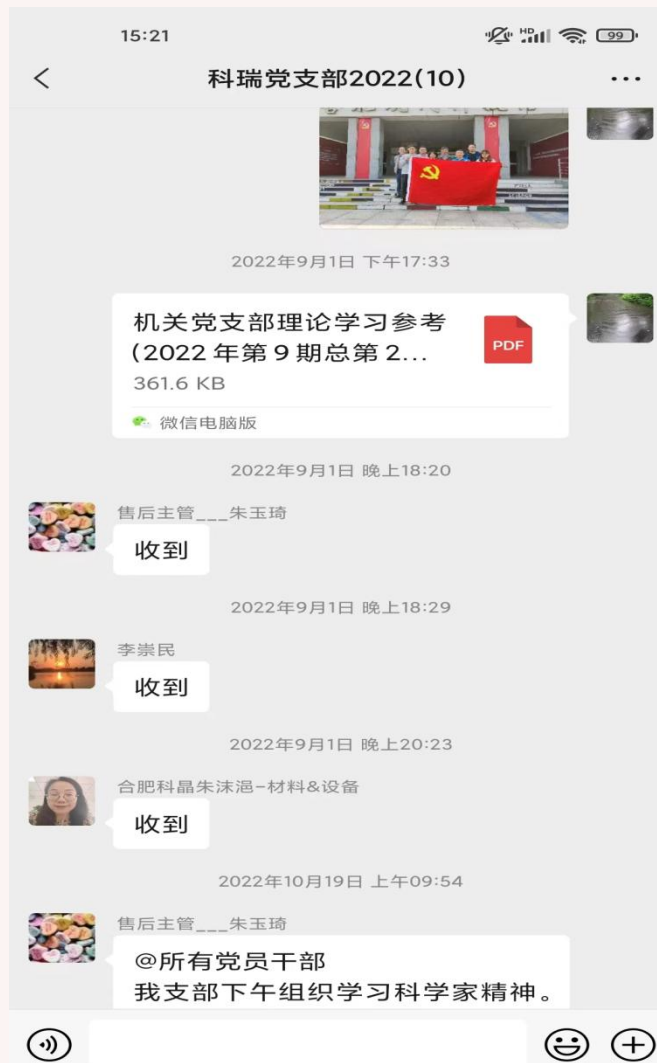 15:21
HD
99
科瑞党支部2022(10)
2022年9月1日 下午17:33
机关党支部理论学习参考
(2022 年第 9 期总第 2...
PDF
361.6 KB
微信电脑版
2022年9月1日 晚上18:20
售后主管___朱玉琦
收到
2022年9月1日 晚上18:29
李崇民
收到
2022年9月1日 晚上20:23
合肥科晶朱沫浥-材料&设备
收到
2022年10月19日 上午09:54
售后主管___朱玉琦
@所有党员干部
我支部下午组织学习科学家精神。